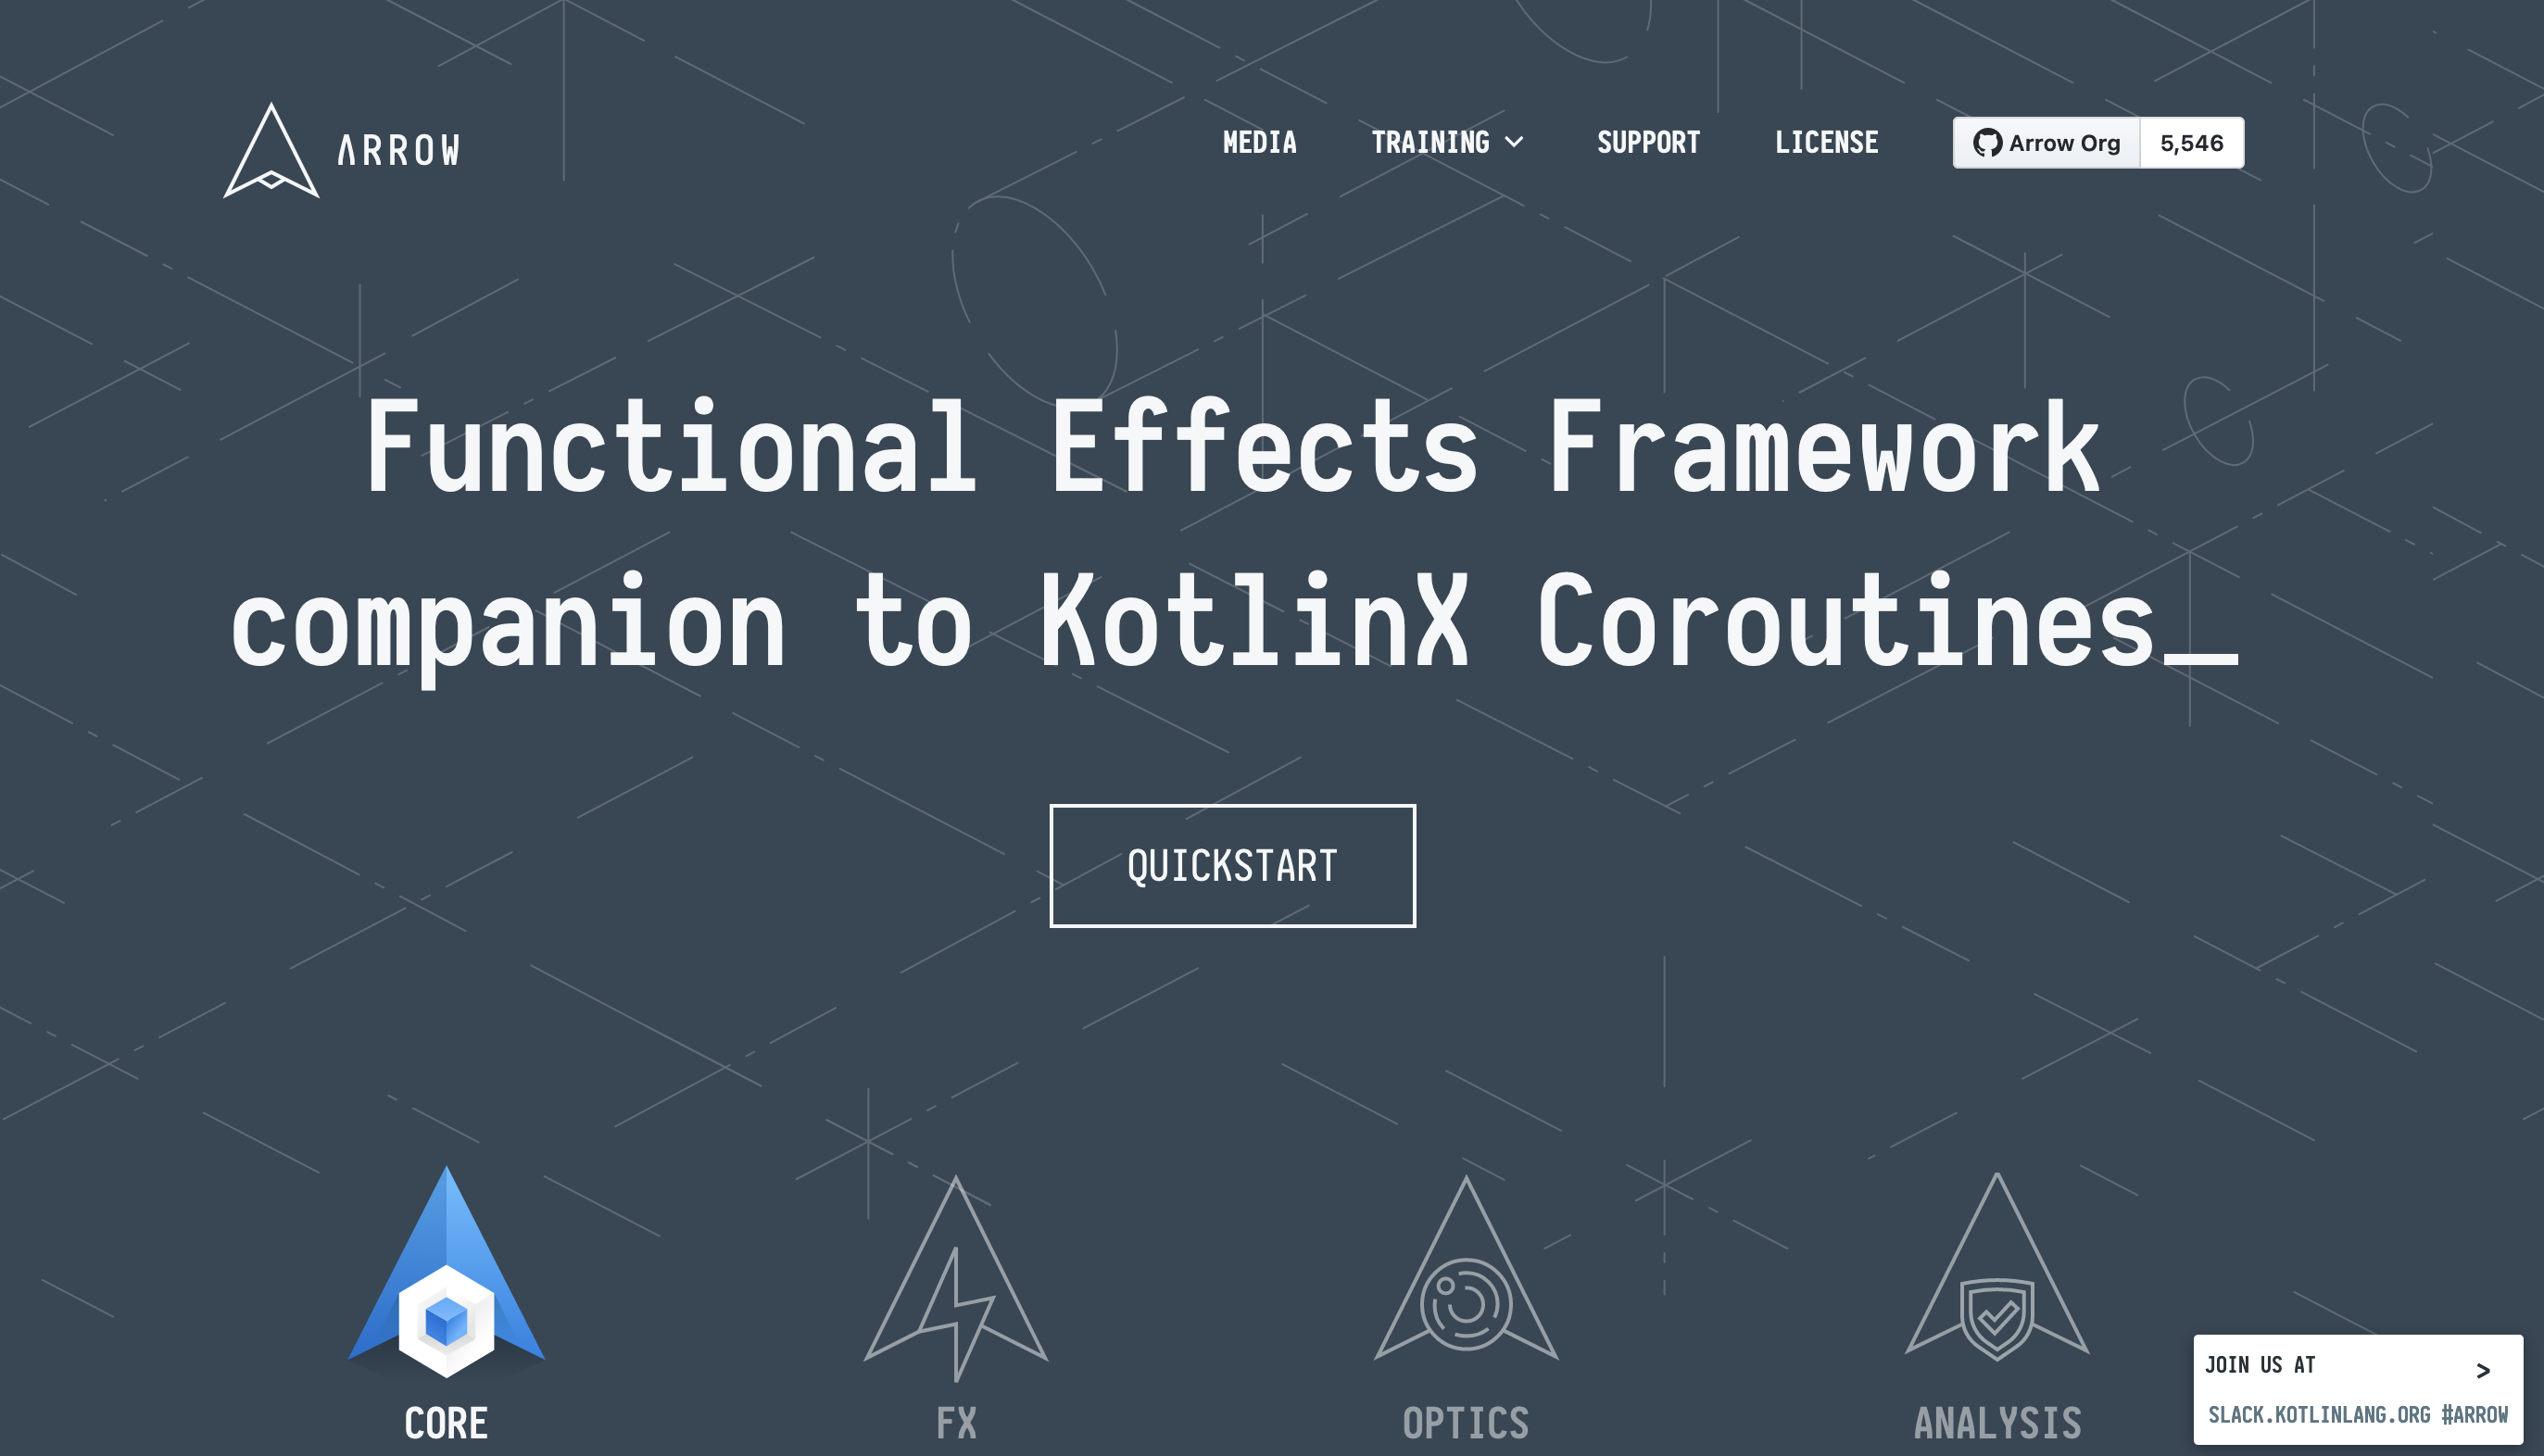 ARROW
MEDIA TRAINING SUPPORT LICENSE Arrow Org 5,546
Functional Effects Framework
companion to KotlinX Coroutines_
QUICKSTART
CORE FX OPTICS ANALYSIS
JOIN US AT >
SLACK.KOTLINLANG.ORG #ARROW